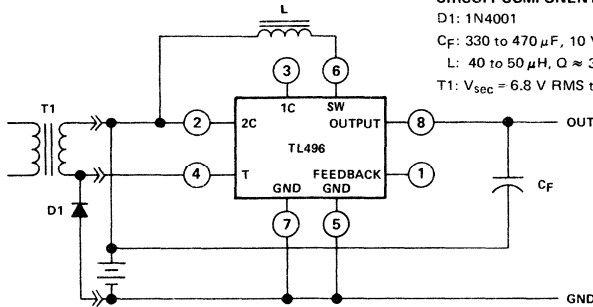 D1: 1N4001
CF: 330 to 470 μF, 10 V
L: 40 to 50 μH, Q ≈ 3
T1: Vsec = 6.8 V RMS t
L
3
6
T1
1C
SW
2
2C
OUTPUT
8
OUT
TL496
4
T
FEEDBACK
1
GND
GND
CF
D1
7
5
GND